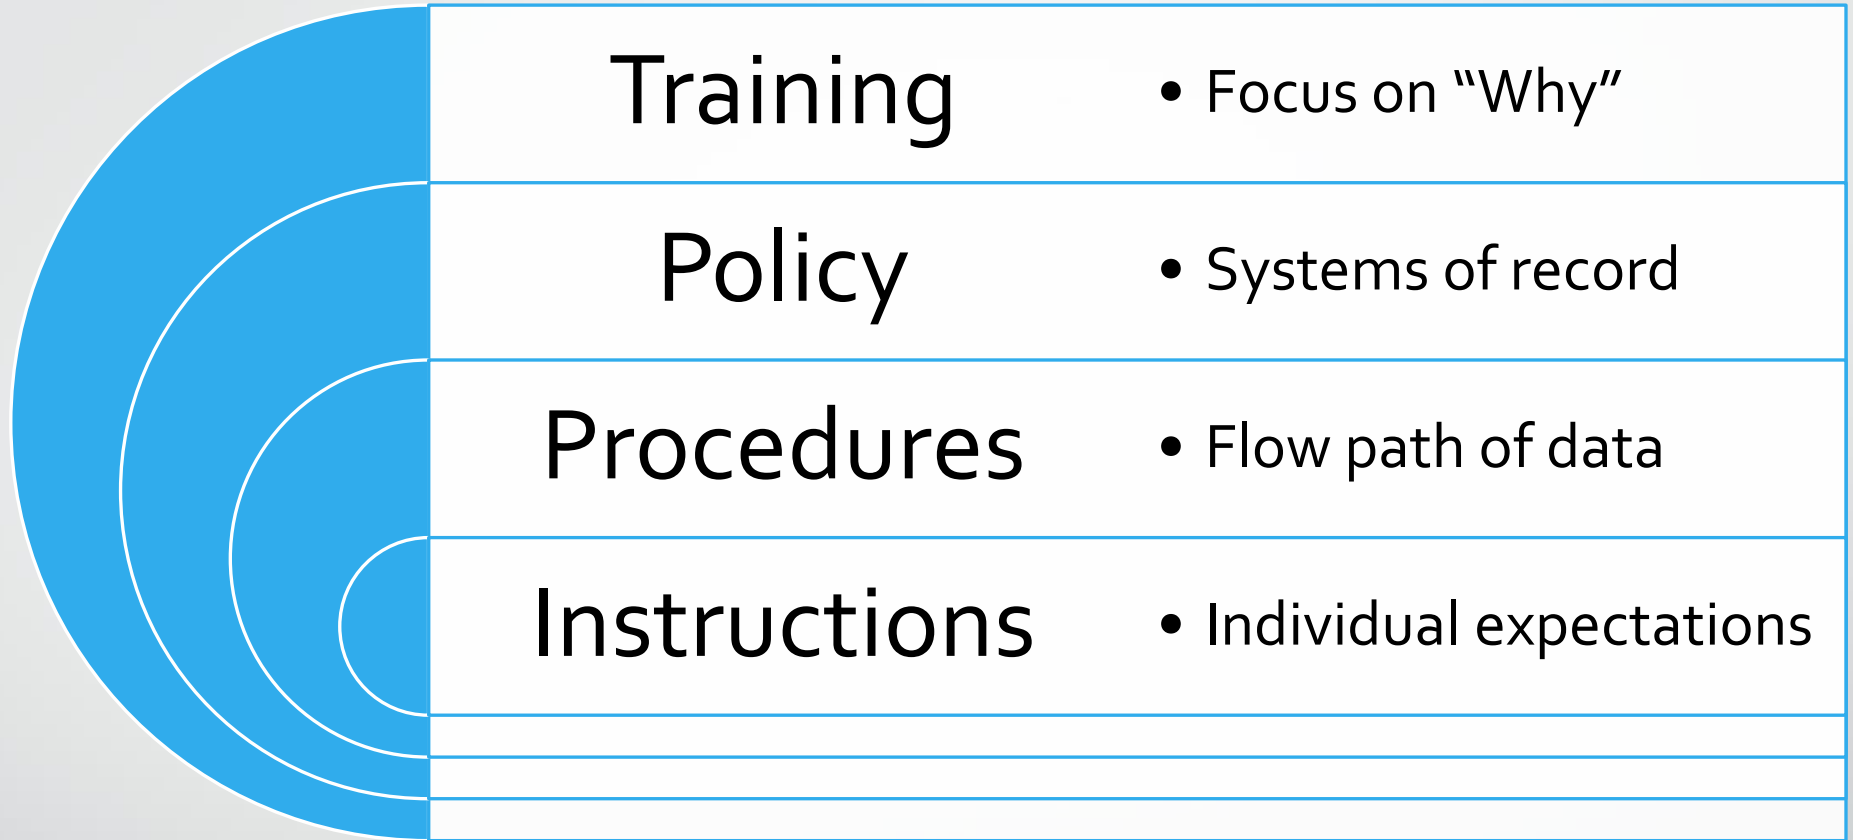 Training • Focus on “Why”
Policy • Systems of record
Procedures • Flow path of data
Instructions • Individual expectations